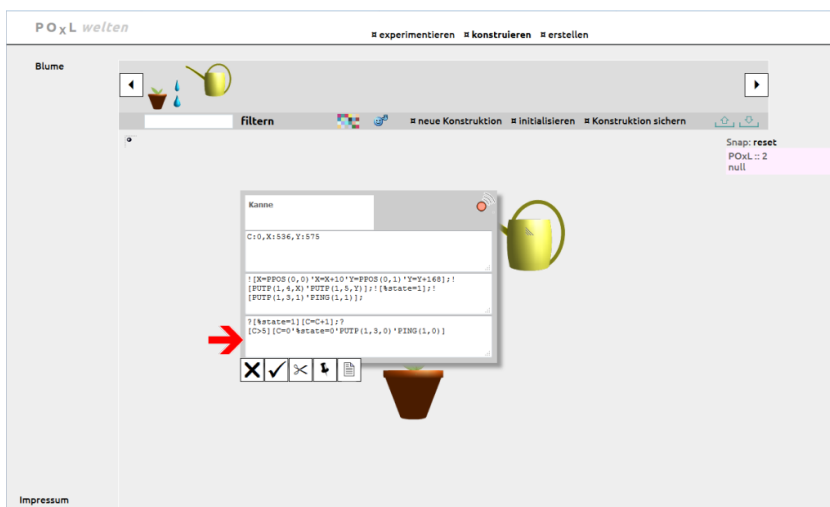 POXL welten
¤ experimentieren ¤ konstruieren ¤ erstellen
Blume
filtern
¤ neue Konstruktion ¤ initialisieren ¤ Konstruktion sichern
Snap: reset
POxL :: 2
null
Kanne
C:0,X:536,Y:575
![X=PPOS(0,0)'X=X+10'Y=PPOS(0,1)'Y=Y+168];!
[PUTP(1,4,X)'PUTP(1,5,Y)];![%state=1];!
[PUTP(1,3,1)'PING(1,1)];
?[%state=1][C=C+1];?
[C>5][C=0'%state=0'PUTP(1,3,0)'PING(1,0)]
Impressum